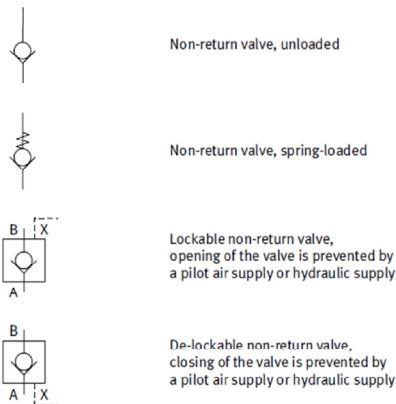 Non-return valve, unloaded
Non-return valve, spring-loaded
B X
Lockable non-return valve,
opening of the valve is prevented by
a pilot air supply or hydraulic supply
A
B
De-lockable non-return valve,
closing of the valve is prevented by
a pilot air supply or hydraulic supply
A X